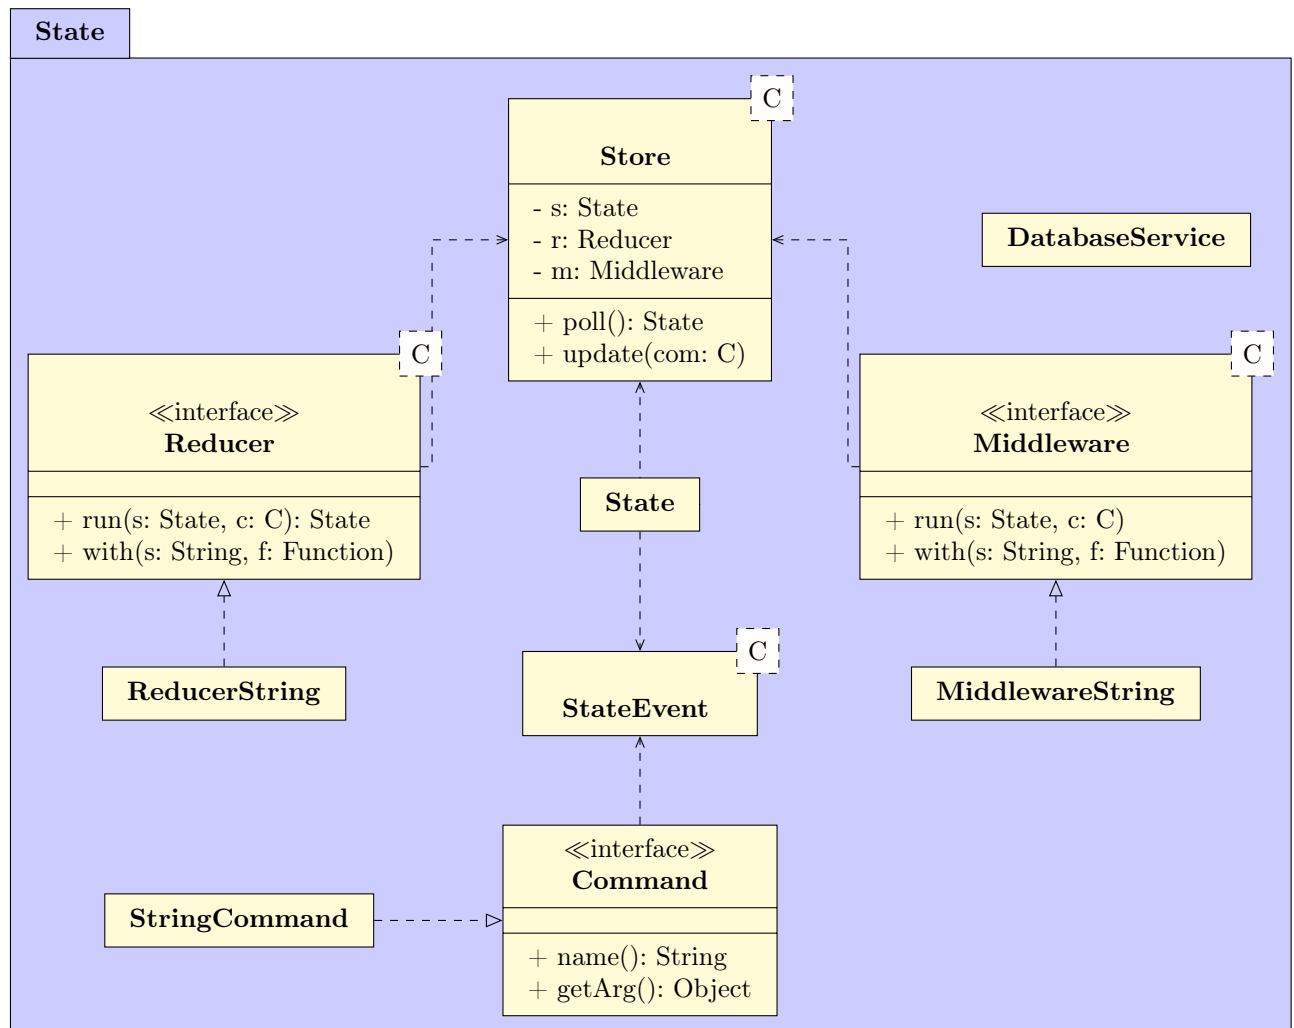 State
C
Store
- s: State
- r: Reducer
- m: Middleware
+ poll(): State
+ update(com: C)
DatabaseService
C
≪interface≫
Reducer
+ run(s: State, c: C): State
+ with(s: String, f: Function)
C
≪interface≫
Middleware
+ run(s: State, c: C)
+ with(s: String, f: Function)
State
ReducerString
C
StateEvent
MiddlewareString
≪interface≫
Command
+ name(): String
+ getArg(): Object
StringCommand